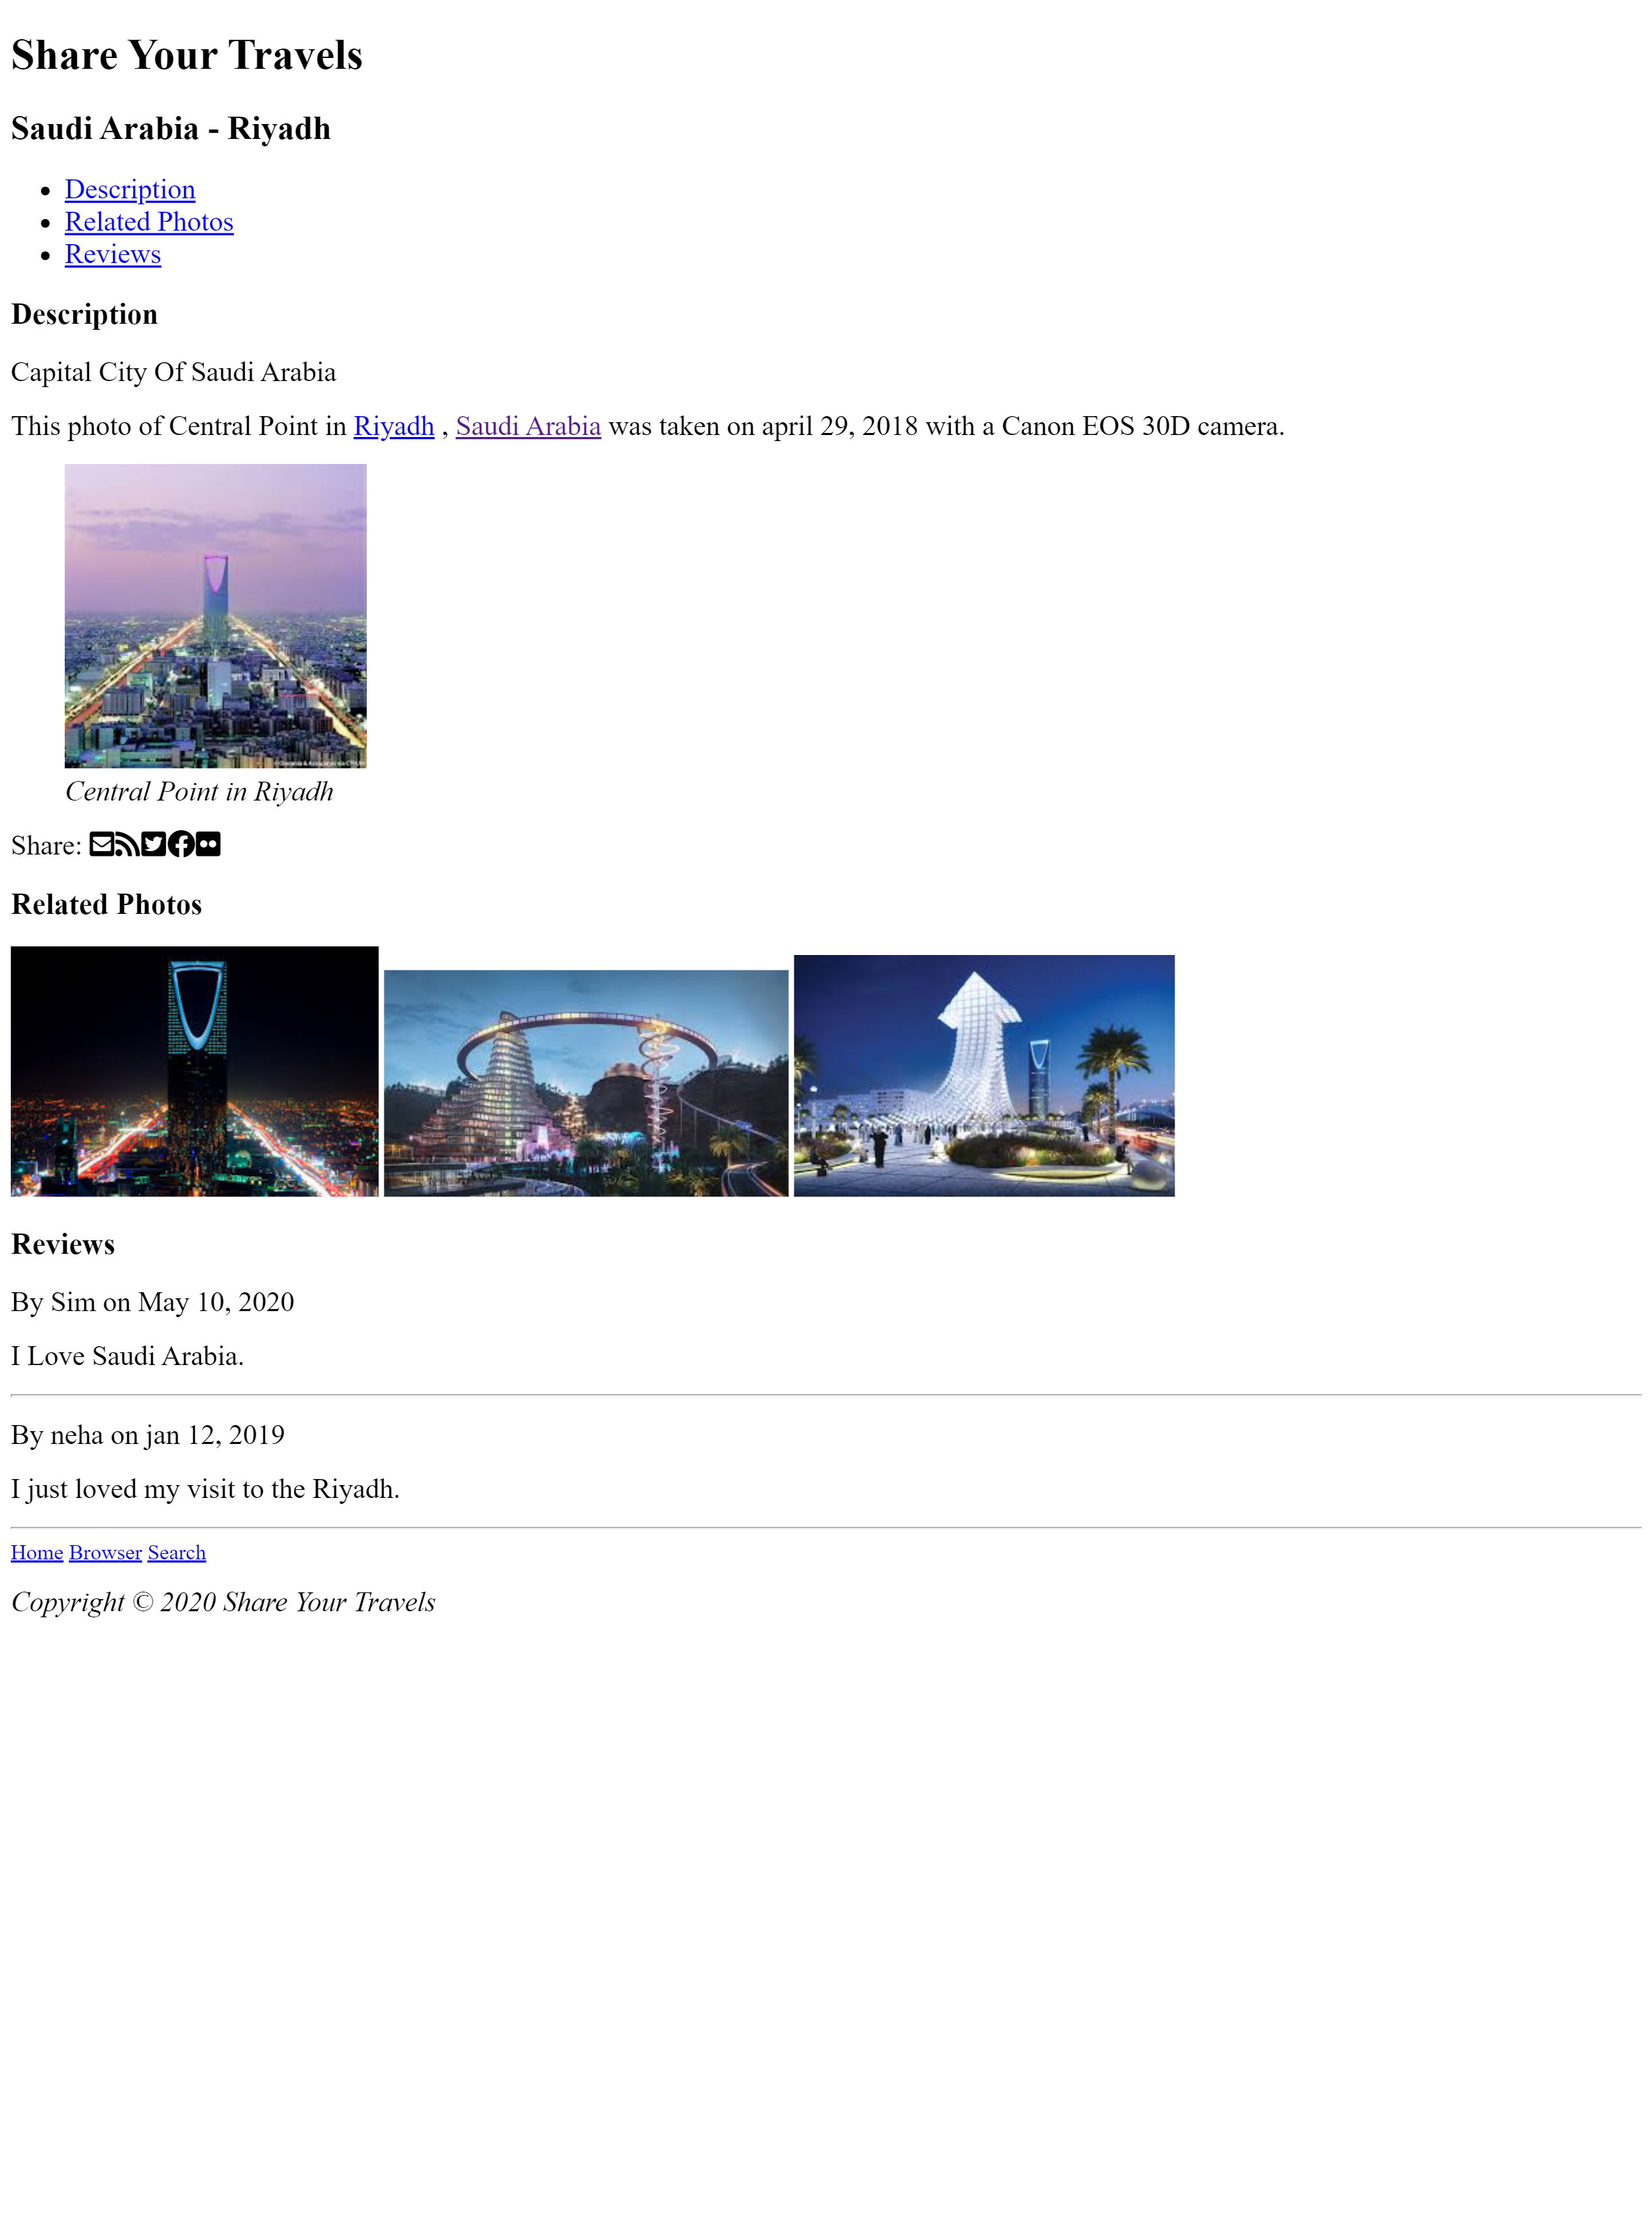 Share Your Travels
Saudi Arabia - Riyadh
Description
Related Photos
Reviews
Description
Capital City Of Saudi Arabia
This photo of Central Point in Riyadh , Saudi Arabia was taken on april 29, 2018 with a Canon EOS 30D camera.
Central Point in Riyadh
Share:
Related Photos
Reviews
By Sim on May 10, 2020
I Love Saudi Arabia.
By neha on jan 12, 2019
I just loved my visit to the Riyadh.
Home Browser Search
Copyright © 2020 Share Your Travels